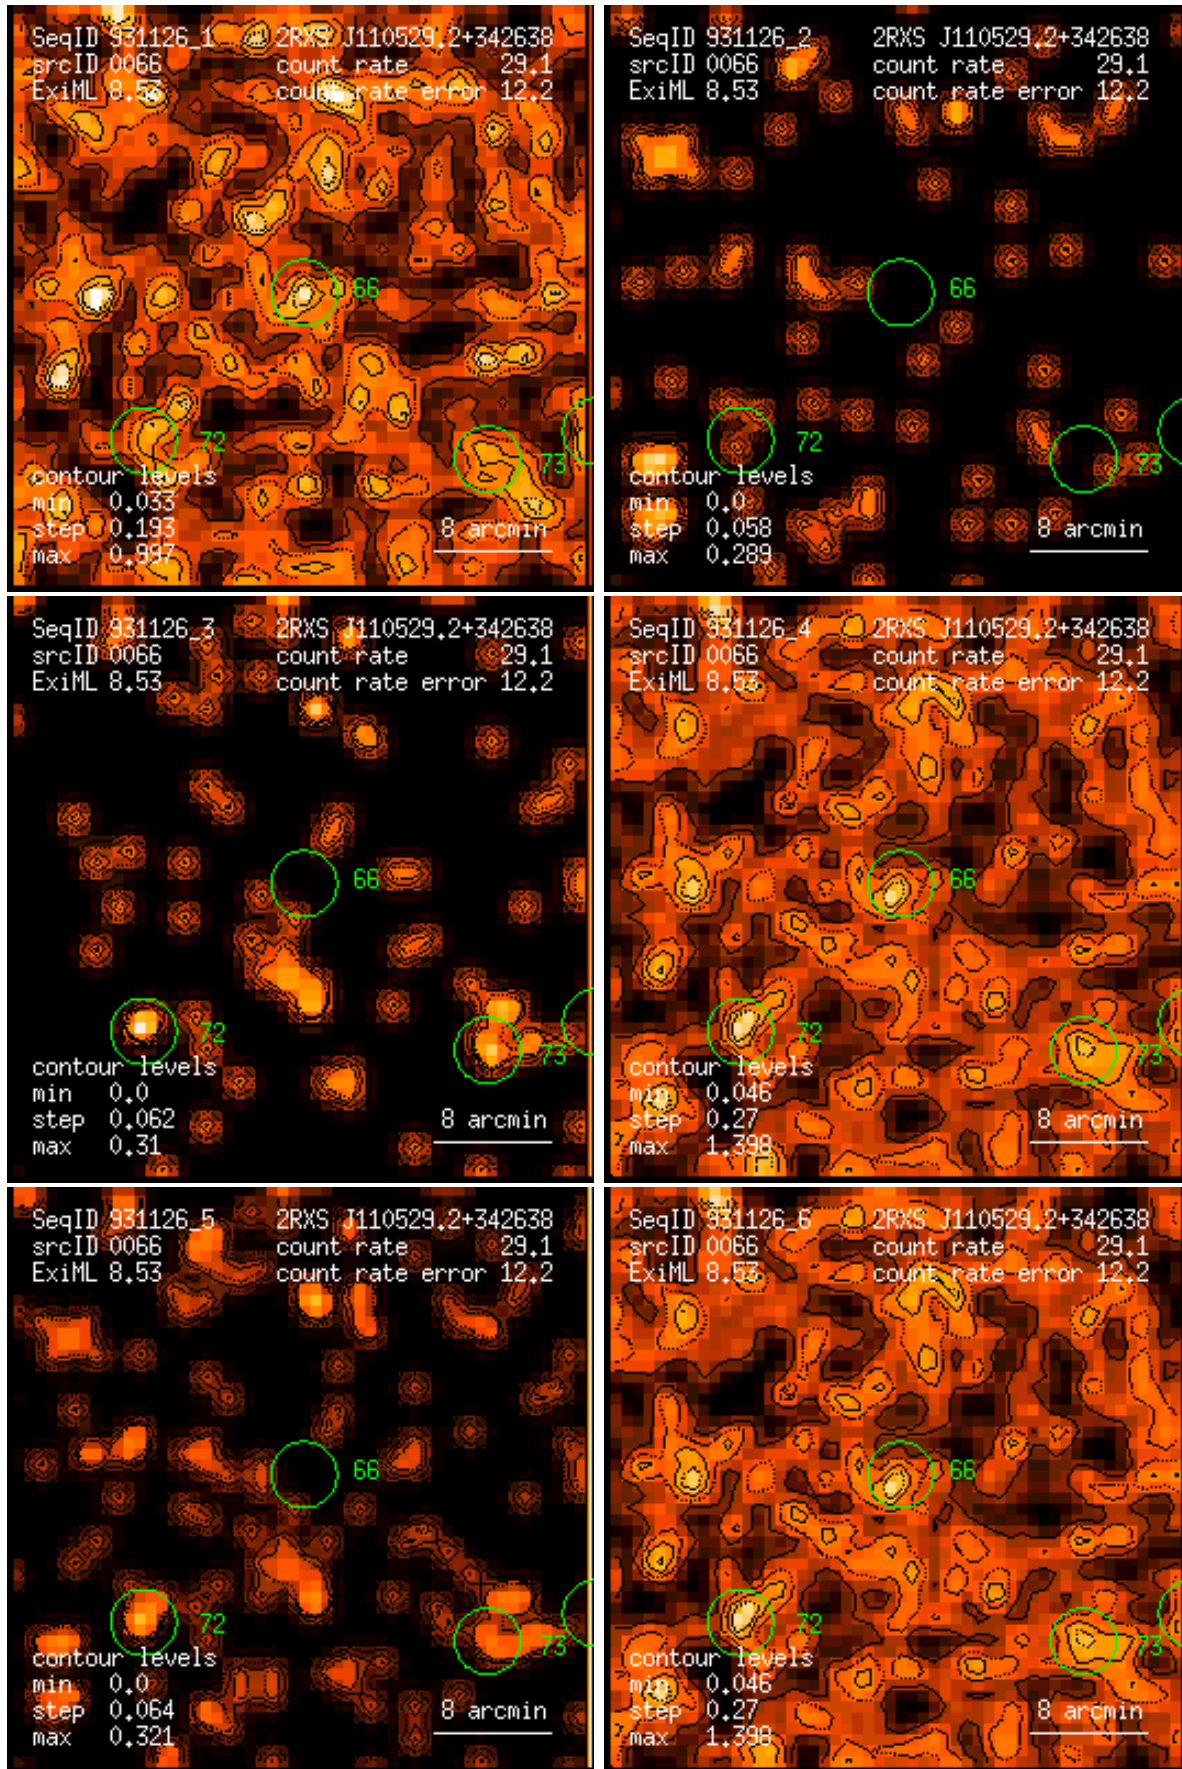 SeqID 931126_1 2RXS J110529.2+342638
srcID 0066 count rate 29.1
ExiML 8.53 count rate error 12.2
66
72
73
contour levels
min 0.033
step 0.193
max 0.997
8 arcmin
SeqID 931126_2 2RXS J110529.2+342638
srcID 0066 count rate 29.1
ExiML 8.53 count rate error 12.2
66
72
73
contour levels
min 0.0
step 0.058
max 0.289
8 arcmin
SeqID 931126_3 2RXS J110529.2+342638
srcID 0066 count rate 29.1
ExiML 8.53 count rate error 12.2
66
72
73
contour levels
min 0.0
step 0.062
max 0.31
8 arcmin
SeqID 931126_4 2RXS J110529.2+342638
srcID 0066 count rate 29.1
ExiML 8.53 count rate error 12.2
66
72
73
contour levels
min 0.046
step 0.27
max 1.398
8 arcmin
SeqID 931126_5 2RXS J110529.2+342638
srcID 0066 count rate 29.1
ExiML 8.53 count rate error 12.2
66
72
73
contour levels
min 0.0
step 0.064
max 0.321
8 arcmin
SeqID 931126_6 2RXS J110529.2+342638
srcID 0066 count rate 29.1
ExiML 8.53 count rate error 12.2
66
72
73
contour levels
min 0.046
step 0.27
max 1.398
8 arcmin